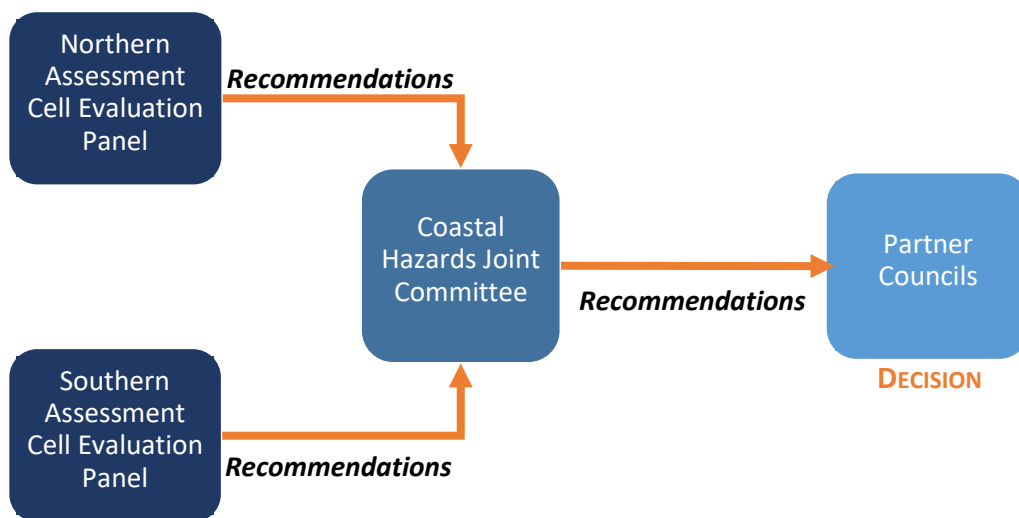 Northern
Assessment
Cell Evaluation
Panel
Recommendations
Coastal
Hazards Joint
Committee
Recommendations
Partner
Councils
DECISION
Southern
Assessment
Cell Evaluation
Panel
Recommendations